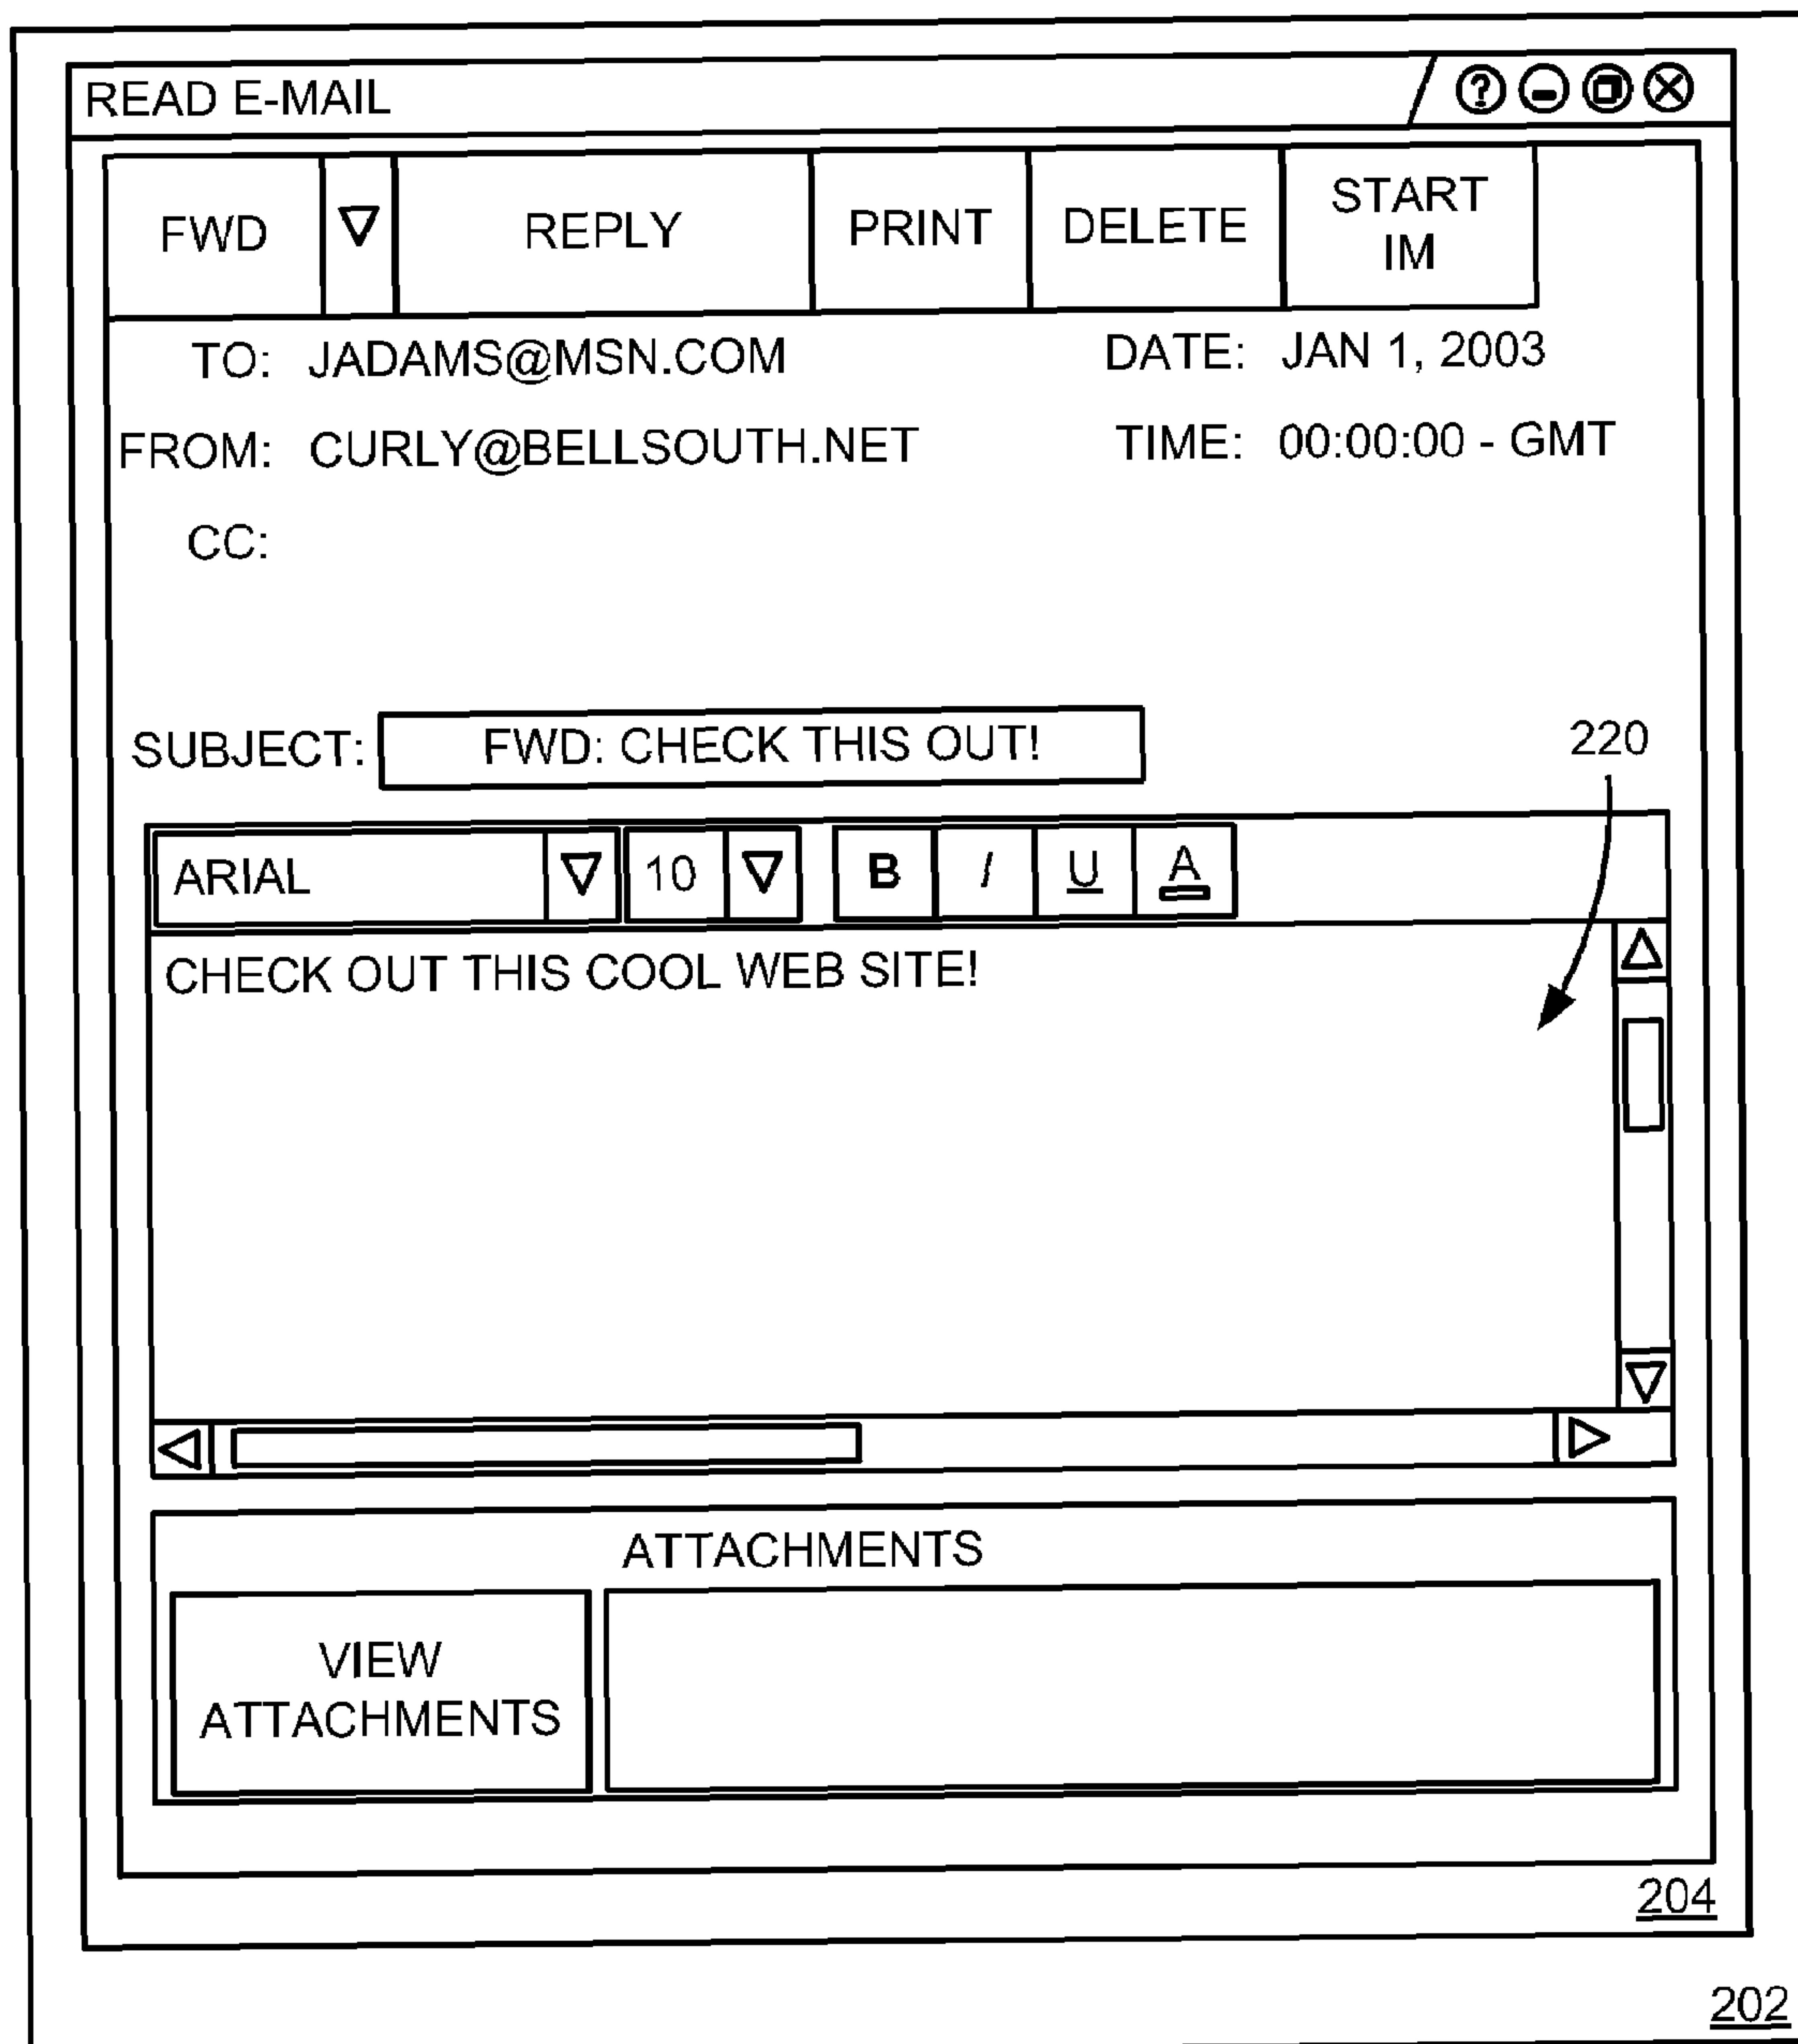 READ E-MAIL
?
FWD REPLY PRINT DELETE START IM
TO: JADAMS@MSN.COM DATE: JAN 1, 2003
FROM: CURLY@BELLSOUTH.NET TIME: 00:00:00 - GMT
CC:
SUBJECT: FWD: CHECK THIS OUT!
220
ARIAL 10 B I U A
CHECK OUT THIS COOL WEB SITE!
ATTACHMENTS
VIEW
ATTACHMENTS
204
202